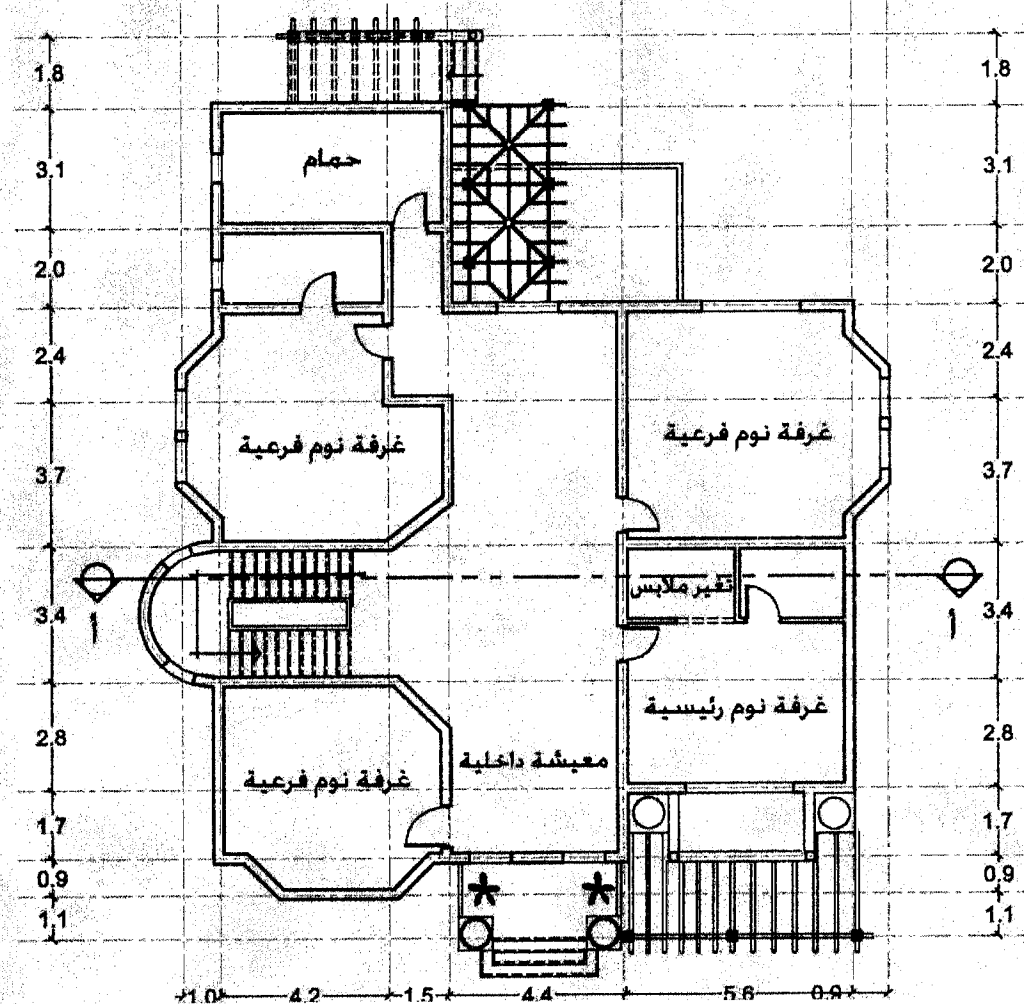 1.8
1.8
حمام
3.1
3.1
2.0
2.0
2.4
2.4
غرفة نوم فرعية
غرفة نوم فرعية
3.7
3.7
تغير ملابس
أ
3.4
3.4
أ
غرفة نوم رئيسية
2.8
2.8
معيشة داخلية
غرفة نوم فرعية
1.7
1.7
0.9
0.9
1.1
1.1
1.0 4.2 1.5 4.4 5.6 0.9